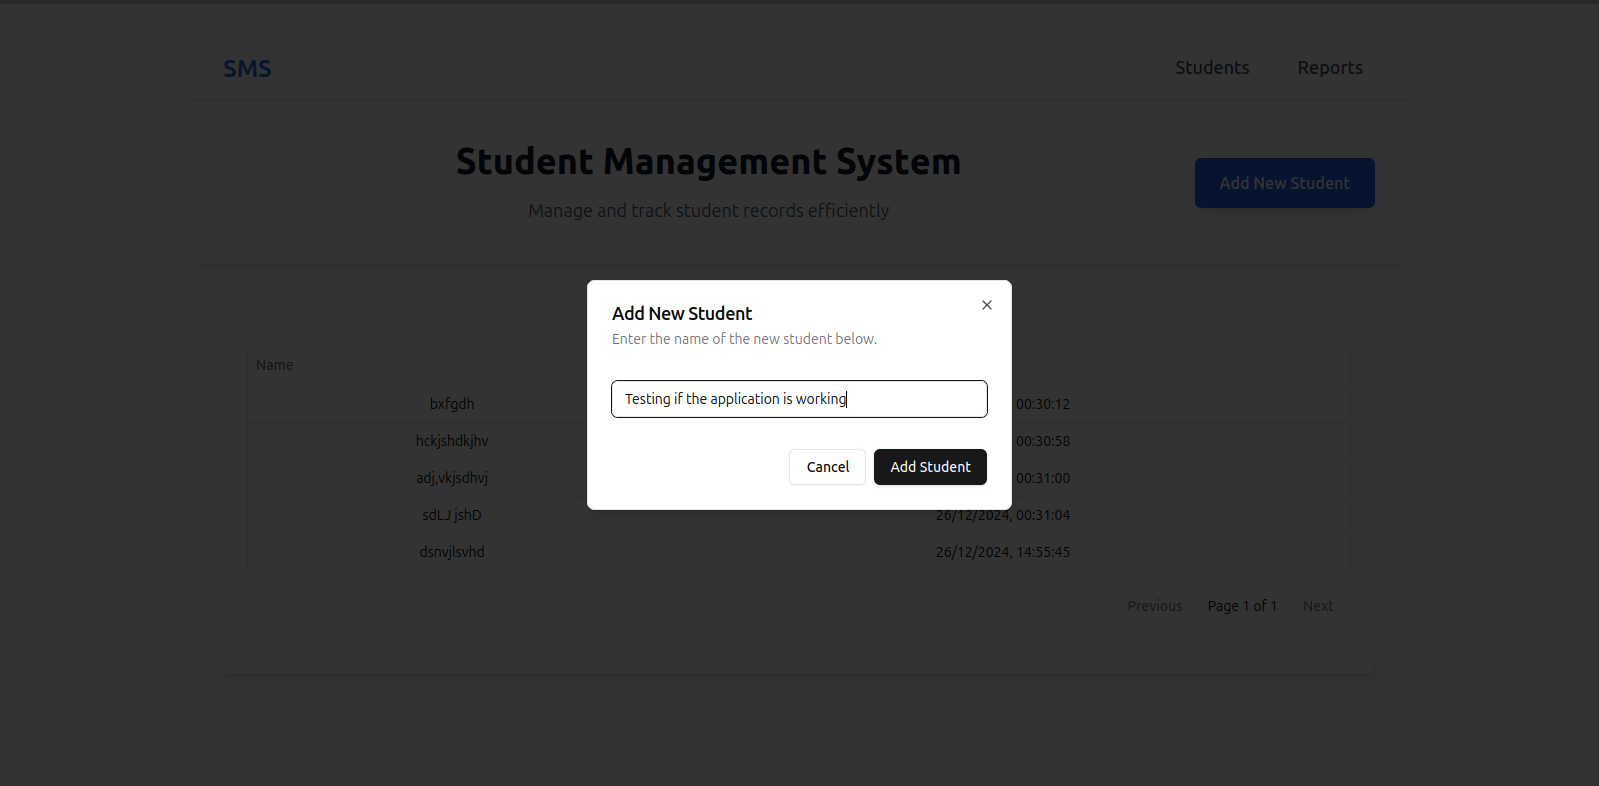 SMS
Students
Reports
Student Management System
Manage and track student records efficiently
Add New Student
Add New Student
Enter the name of the new student below.
Testing if the application is working
Cancel
Add Student
Name
bxfgdh
00:30:12
hckjshdkjhv
00:30:58
adj,vkjsdhvj
00:31:00
sdLJ jshD
26/12/2024, 00:31:04
dsnvjlsvhd
26/12/2024, 14:55:45
Previous
Page 1 of 1
Next